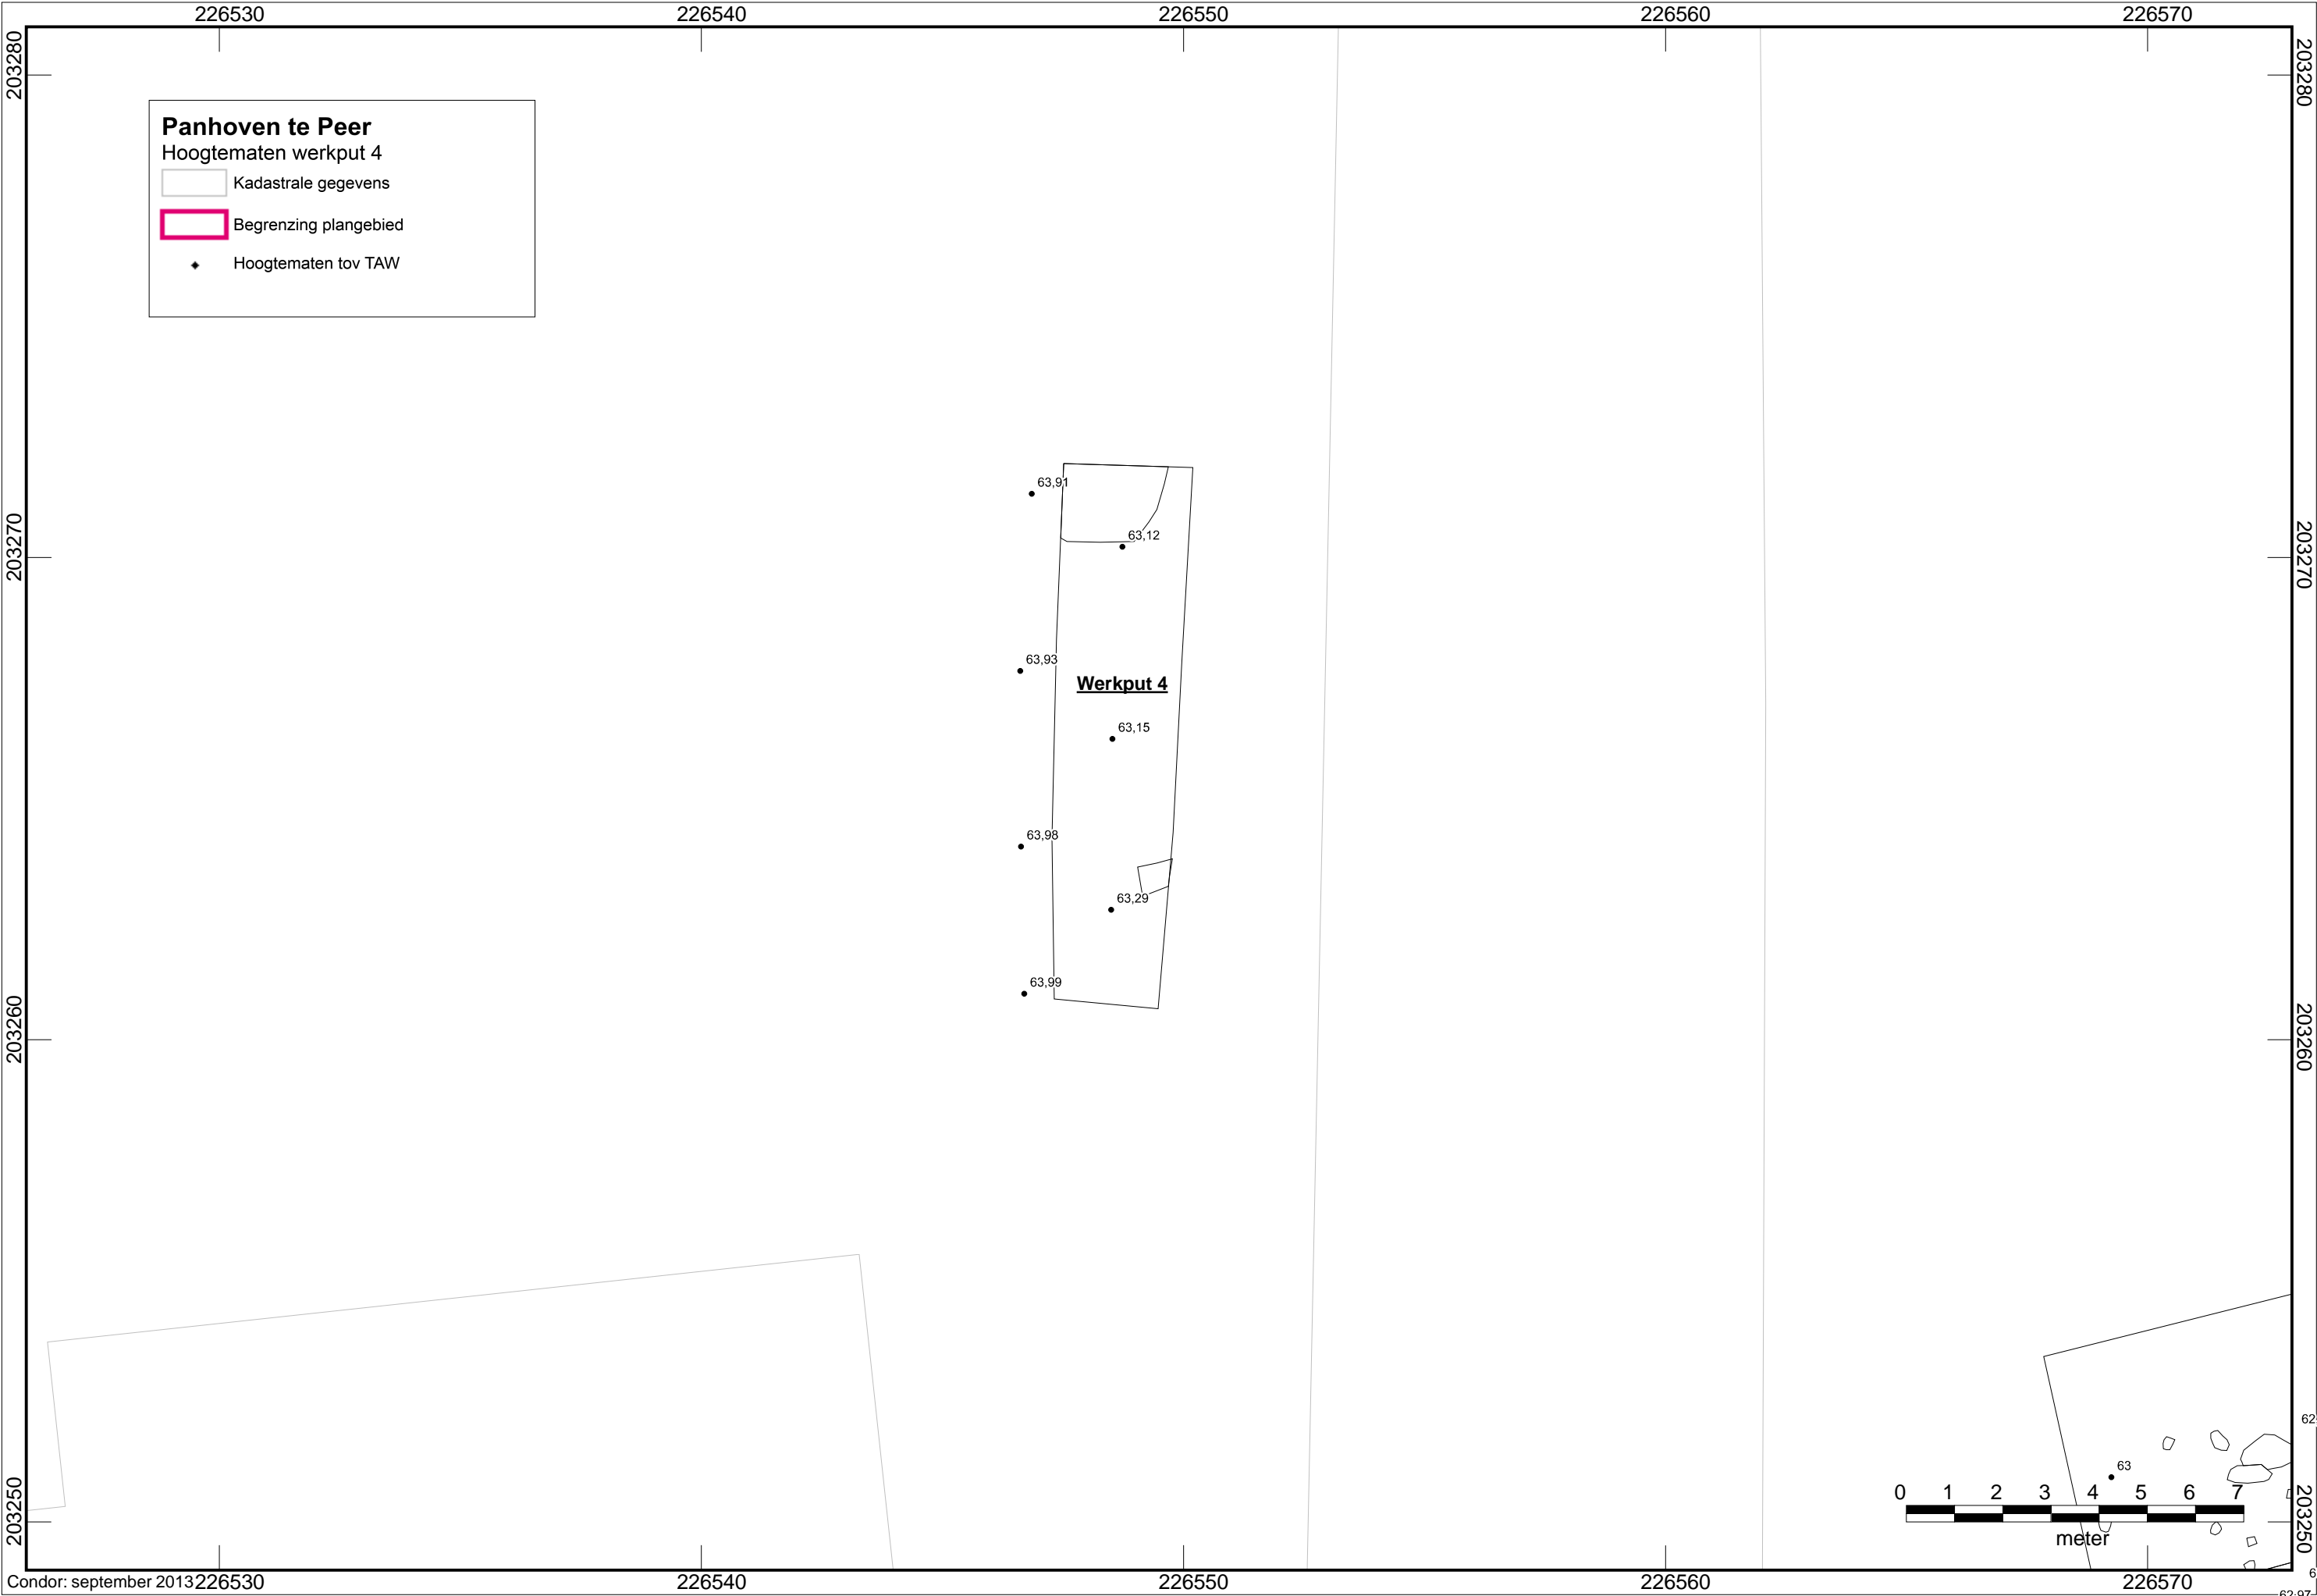 226530 226540 226550 226560 226570
203280
203280
Panhoven te Peer
Hoogtematen werkput 4
Kadastrale gegevens
Begrenzing plangebied
Hoogtematen tov TAW
63,91
63,12
203270
203270
63,93
Werkput 4
63,15
63,98
63,29
63,99
203260
203260
62
63
0 1 2 3 4 5 6 7
meter
203250
203250
Condor: september 2013
226530 226540 226550 226560 226570